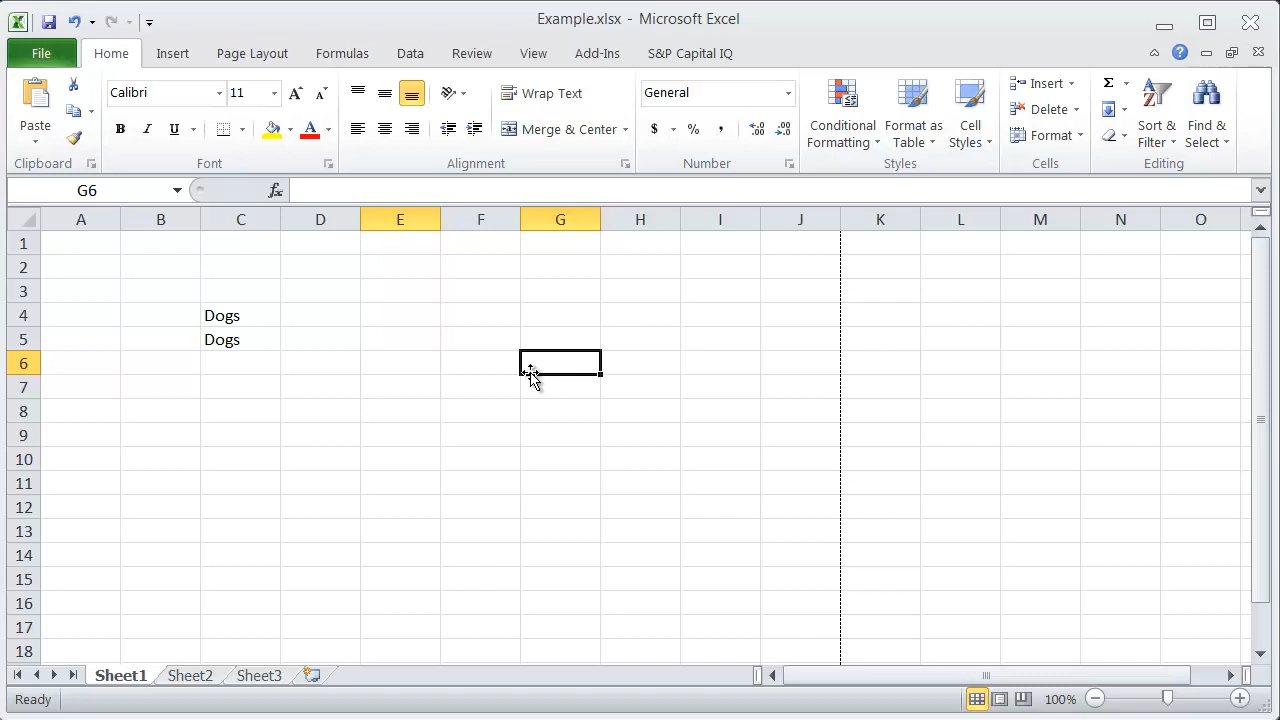 Example.xlsx - Microsoft Excel
File Home Insert Page Layout Formulas Data Review View Add-Ins S&P Capital IQ
Calibri 11 Wrap Text General Insert
Paste Merge & Center $ % , Conditional Formatting Format as Table Cell Styles Delete Format Σ Sort & Filter Find & Select
B I U A
Clipboard Font Alignment Number Styles Cells Editing
G6 fx
A B C D E F G H I J K L M N O
1
2
3
4 Dogs
5 Dogs
6
7
8
9
10
11
12
13
14
15
16
17
18
Sheet1 Sheet2 Sheet3
Ready 100%